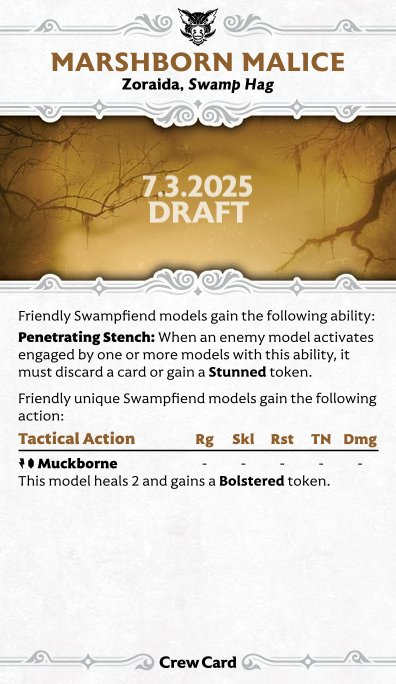 MARSHBORN MALICE
Zoraida, Swamp Hag
7.3.2025
DRAFT
Friendly Swampfiend models gain the following ability:
Penetrating Stench: When an enemy model activates
engaged by one or more models with this ability, it
must discard a card or gain a Stunned token.
Friendly unique Swampfiend models gain the following
action:
Tactical Action Rg Skl Rst TN Dmg
Muckborne - - - - -
This model heals 2 and gains a Bolstered token.
Crew Card